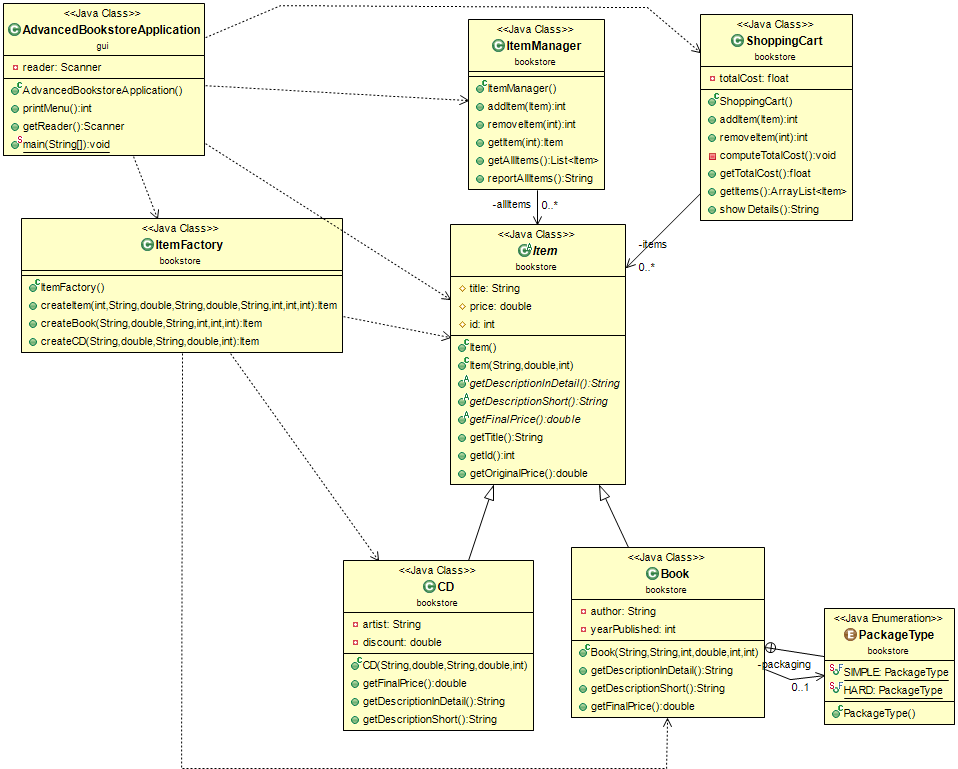 <<Java Class>>
AdvancedBookstoreApplication
gui
reader: Scanner
AdvancedBookstoreApplication()
printMenu():int
getReader():Scanner
main(String[]):void
<<Java Class>>
ItemManager
bookstore
ItemManager()
addItem(Item):int
removeItem(int):int
getItem(int):Item
getAllItems():List<Item>
reportAllItems():String
<<Java Class>>
ShoppingCart
bookstore
totalCost: float
ShoppingCart()
addItem(Item):int
removeItem(int):int
computeTotalCost():void
getTotalCost():float
getItems():ArrayList<Item>
showDetails():String
-allItems
0..*
-items
0..*
<<Java Class>>
ItemFactory
bookstore
ItemFactory()
createItem(int,String,double,String,double,String,int,int,int):Item
createBook(String,double,String,int,int,int):Item
createCD(String,double,String,double,int):Item
<<Java Class>>
Item
bookstore
title: String
price: double
id: int
Item()
Item(String,double,int)
getDescriptionInDetail():String
getDescriptionShort():String
getFinalPrice():double
getTitle():String
getId():int
getOriginalPrice():double
<<Java Class>>
CD
bookstore
artist: String
discount: double
CD(String,double,String,double,int)
getFinalPrice():double
getDescriptionInDetail():String
getDescriptionShort():String
<<Java Class>>
Book
bookstore
author: String
yearPublished: int
Book(String,String,int,double,int,int)
getDescriptionInDetail():String
getDescriptionShort():String
getFinalPrice():double
-packaging
0..1
<<Java Enumeration>>
PackageType
bookstore
SIMPLE: PackageType
HARD: PackageType
PackageType()